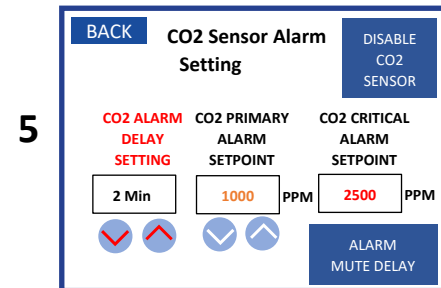 5
BACK
CO2 Sensor Alarm
Setting
DISABLE
CO2
SENSOR
CO2 ALARM
DELAY
SETTING
CO2 PRIMARY
ALARM
SETPOINT
CO2 CRITICAL
ALARM
SETPOINT
2 Min
1000 PPM
2500 PPM
ALARM
MUTE DELAY